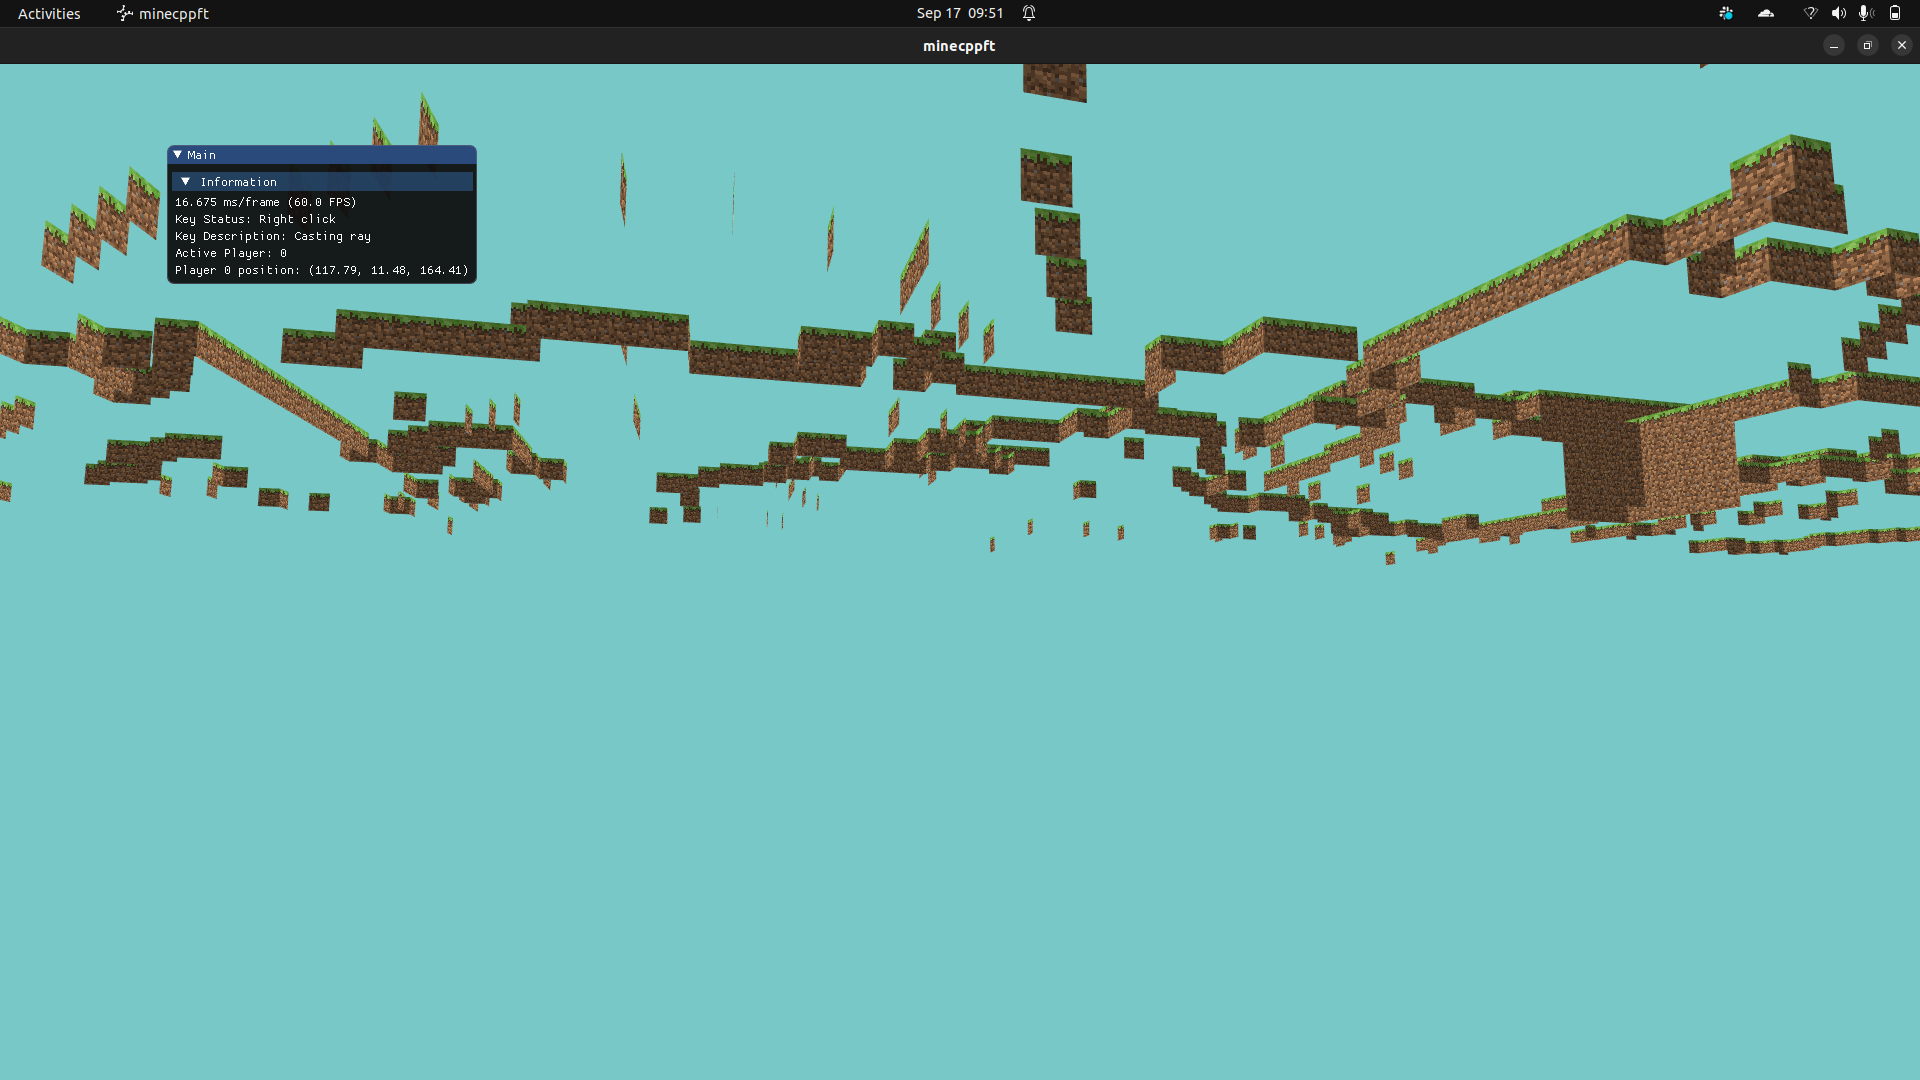 Activities
minecppft
Sep 17 09:51
minecppft
Main
Information
16.675 ms/frame (60.0 FPS)
Key Status: Right click
Key Description: Casting ray
Active Player: 0
Player 0 position: (117.79, 11.48, 164.41)